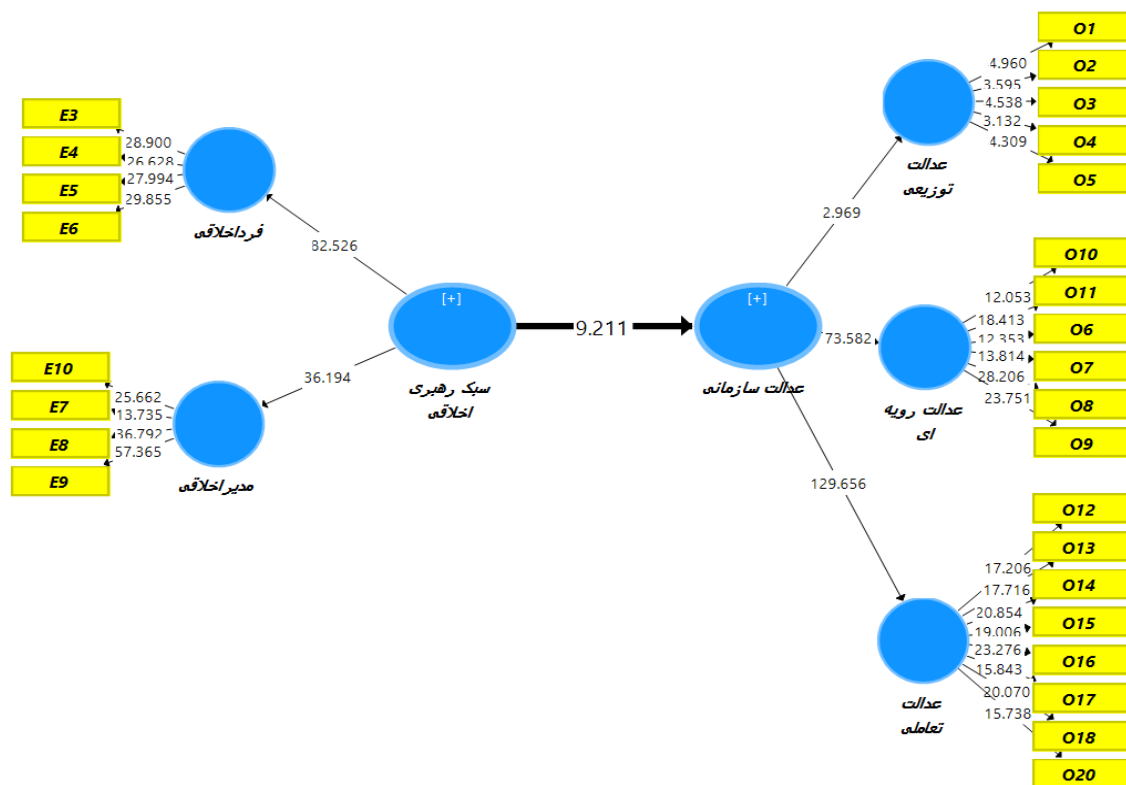 E3
E4
E5
E6
28.900
26.628
27.994
29.855
فرداخلاقی
82.526
E10
E7
E8
E9
25.662
13.735
36.792
57.365
مدیراخلاقی
36.194
[+]
سبک رهبری
اخلاقی
9.211
[+]
عدالت سازمانی
2.969
73.582
129.656
عدالت
توزیعی
4.960
3.595
4.538
3.132
4.309
O1
O2
O3
O4
O5
عدالت رویه
ای
12.053
18.413
12.353
13.814
28.206
23.751
O10
O11
O6
O7
O8
O9
عدالت
تعاملی
17.206
17.716
20.854
19.006
23.276
15.843
20.070
15.738
O12
O13
O14
O15
O16
O17
O18
O20